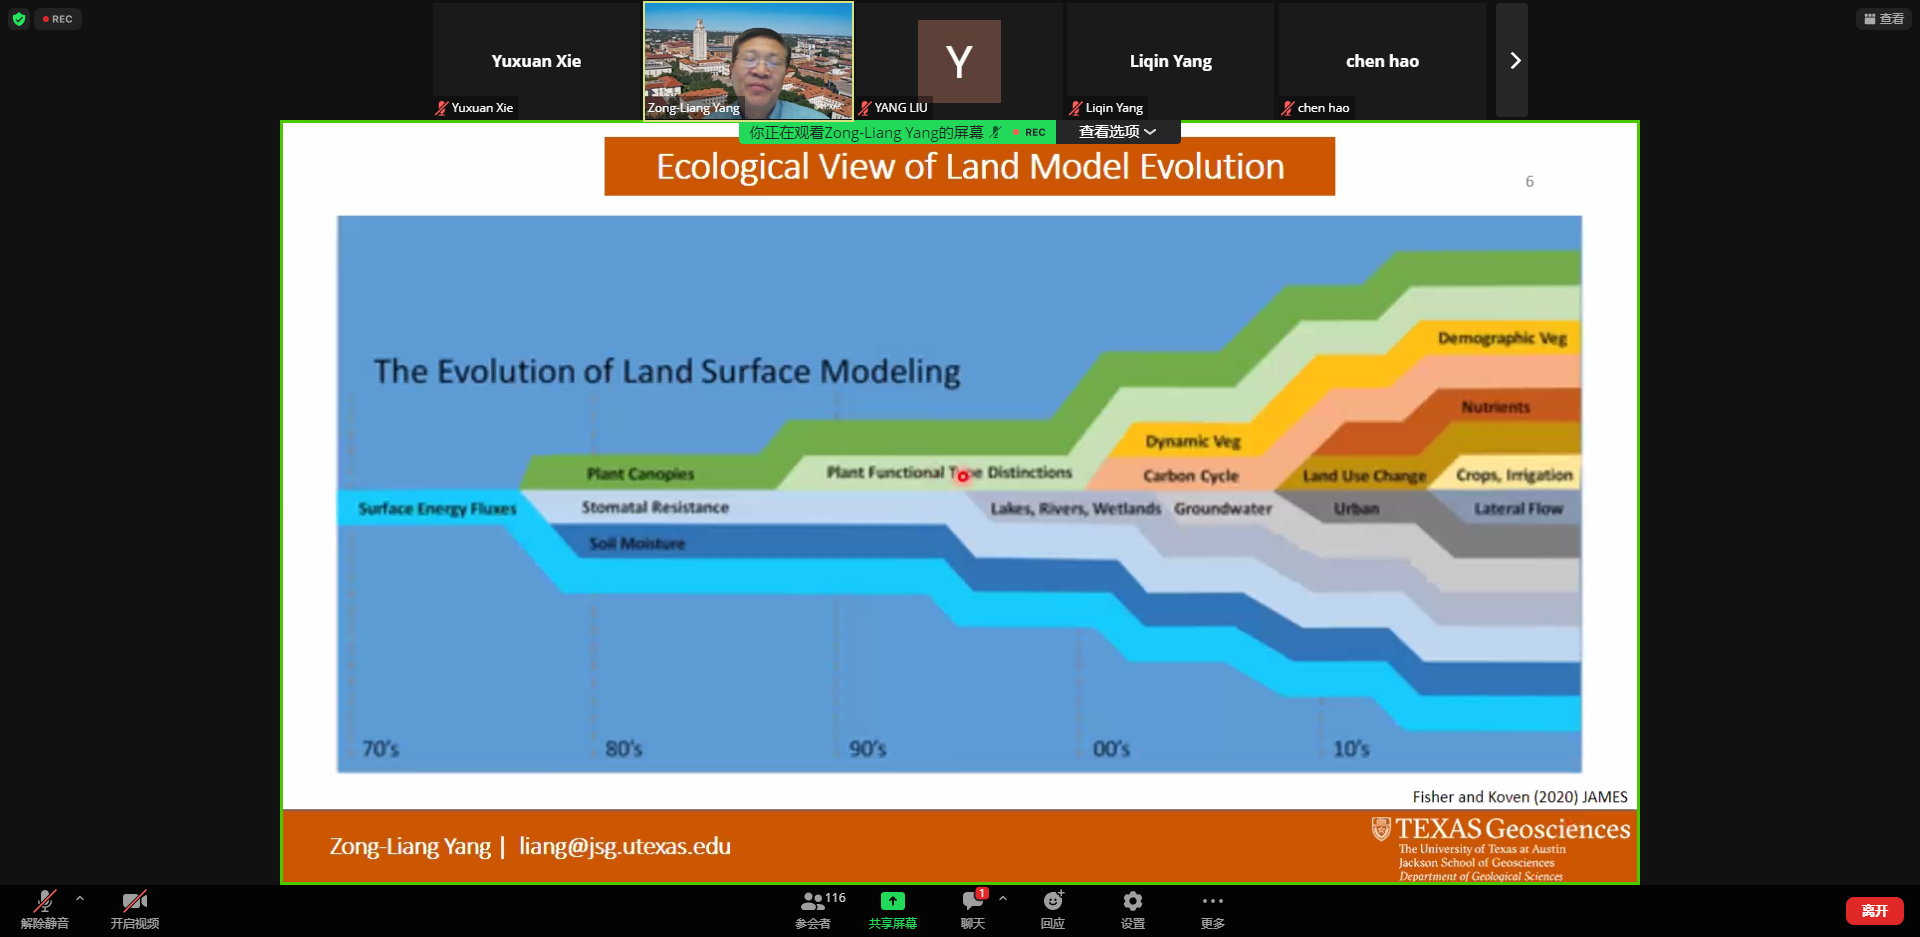 REC
查看
Yuxuan Xie
Yuxuan Xie
Zong-Liang Yang
Y
YANG LIU
Liqin Yang
Liqin Yang
chen hao
chen hao
你正在观看Zong-Liang Yang的屏幕
REC
查看选项
Ecological View of Land Model Evolution
6
The Evolution of Land Surface Modeling
Demographic Veg
Nutrients
Dynamic Veg
Plant Canopies
Plant Functional Type Distinctions
Carbon Cycle
Land Use Change
Crops, Irrigation
Surface Energy Fluxes
Stomatal Resistance
Lakes, Rivers, Wetlands
Groundwater
Urban
Lateral Flow
Soil Moisture
70's
80's
90's
00's
10's
Fisher and Koven (2020) JAMES
Zong-Liang Yang | liang@jsg.utexas.edu
TEXAS Geosciences
The University of Texas at Austin
Jackson School of Geosciences
Department of Geological Sciences
解除静音
开启视频
116
参会者
共享屏幕
1
聊天
回应
设置
更多
离开